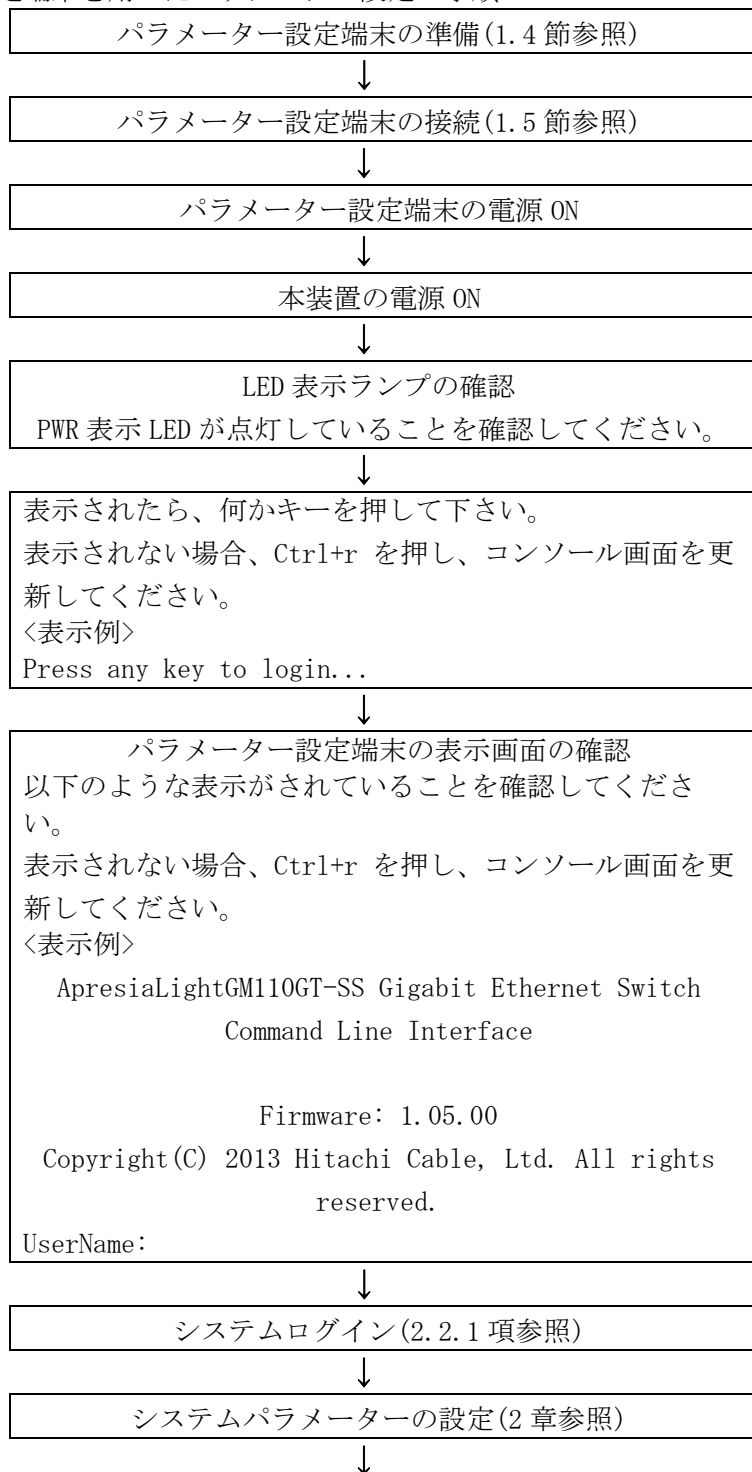 パラメーター設定端末の準備(1.4 節参照)
↓
パラメーター設定端末の接続(1.5 節参照)
↓
パラメーター設定端末の電源 ON
↓
本装置の電源 ON
↓
LED 表示ランプの確認
PWR 表示 LED が点灯していることを確認してください。
↓
表示されたら、何かキーを押して下さい。
表示されない場合、Ctrl+r を押し、コンソール画面を更
新してください。
<表示例>
Press any key to login...
↓
パラメーター設定端末の表示画面の確認
以下のような表示がされていることを確認してくださ
い。
表示されない場合、Ctrl+r を押し、コンソール画面を更
新してください。
<表示例>
ApresiaLightGM110GT-SS Gigabit Ethernet Switch
Command Line Interface
Firmware: 1.05.00
Copyright(C) 2013 Hitachi Cable, Ltd. All rights
reserved.
UserName:
↓
システムログイン(2.2.1 項参照)
↓
システムパラメーターの設定(2 章参照)
↓